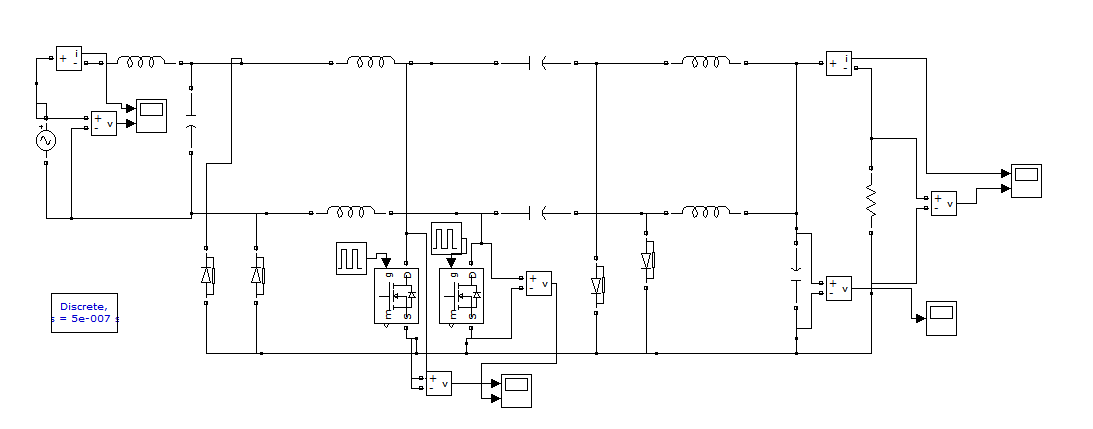 i
+
-
+
v
-
+
i
+
-
+
v
-
g
D
g
D
+
v
-
m
S
m
S
+
v
-
+
v
-
Discrete,
s = 5e-007 s